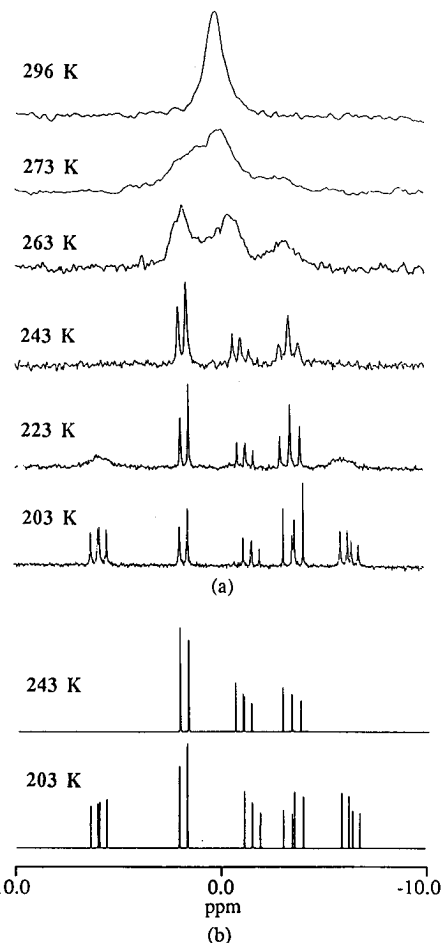 296 K
273 K
263 K
243 K
223 K
203 K
(a)
243 K
203 K
0.0 0.0 -10.0
ppm
(b)